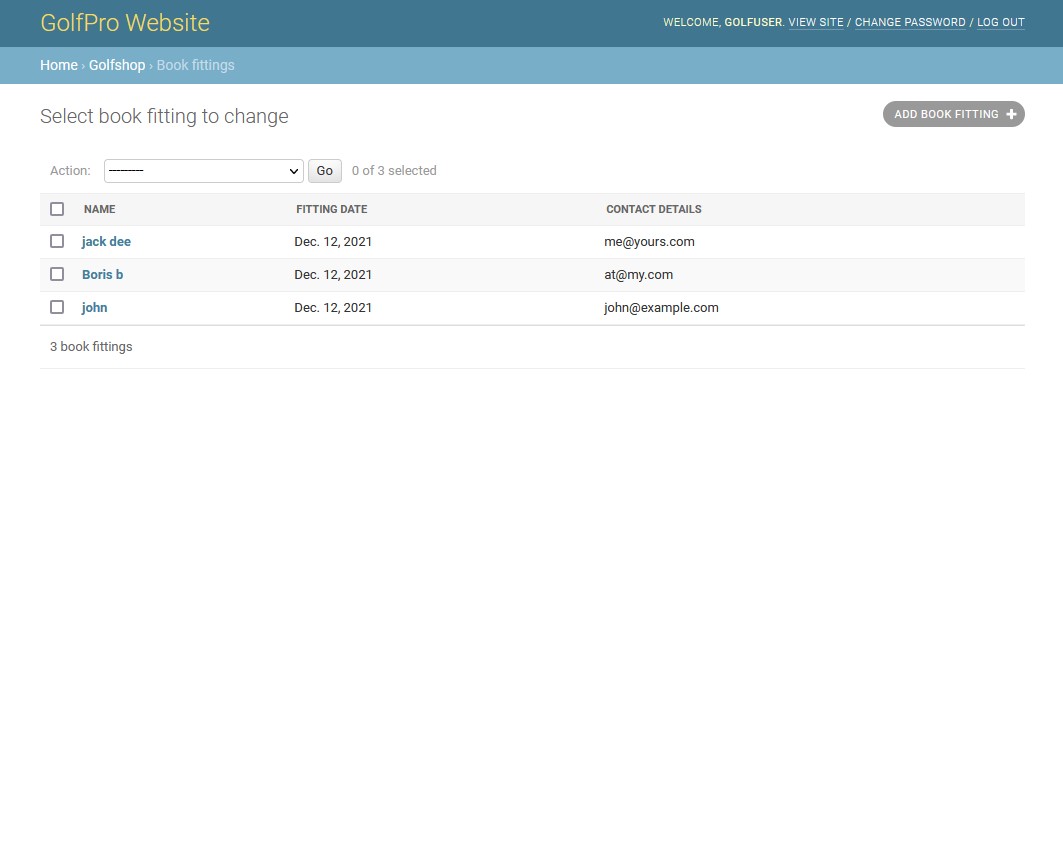 GolfPro Website
WELCOME, GOLFUSER. VIEW SITE / CHANGE PASSWORD / LOG OUT
Home › Golfshop › Book fittings
Select book fitting to change
ADD BOOK FITTING +
Action: --------- Go 0 of 3 selected
NAME FITTING DATE CONTACT DETAILS
jack dee Dec. 12, 2021 me@yours.com
Boris b Dec. 12, 2021 at@my.com
john Dec. 12, 2021 john@example.com
3 book fittings